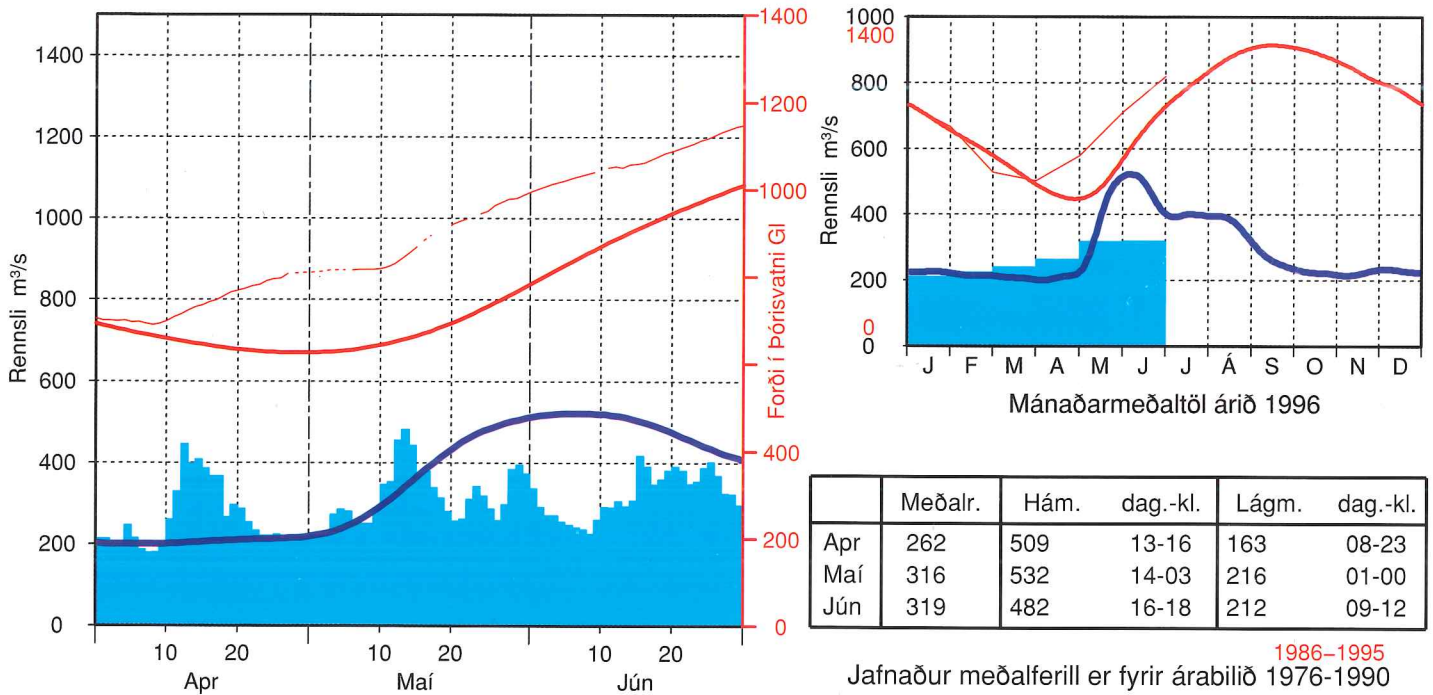 Rennsli m³/s
1400
1200
1000
800
600
400
200
0
1400
1200
1000
400
200
0
Forði í Þórisvatni Gl
10 20 10 20 10 20
Apr Maí Jún
Rennsli m³/s
1000
1400
800
600
400
200
0
0
J F M A M J J Á S O N D
Mánaðarmeðaltöl árið 1996
Meðalr. Hám. dag.-kl. Lágm. dag.-kl.
Apr 262 509 13-16 163 08-23
Maí 316 532 14-03 216 01-00
Jún 319 482 16-18 212 09-12
1986–1995
Jafnaður meðalferill er fyrir árabilið 1976-1990